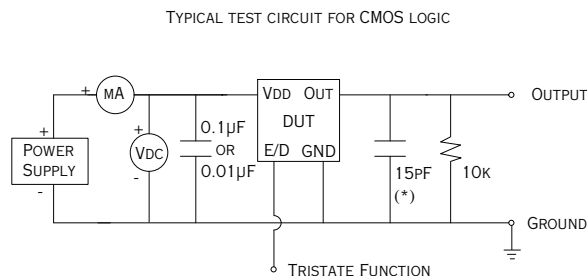 TYPICAL TEST CIRCUIT FOR CMOS LOGIC
+ MA
VDD OUT
DUT
E/D GND
OUTPUT
+
POWER
SUPPLY
-
+
VDC
-
0.1µF
OR
0.01µF
15PF
(*)
10K
GROUND
TRISTATE FUNCTION